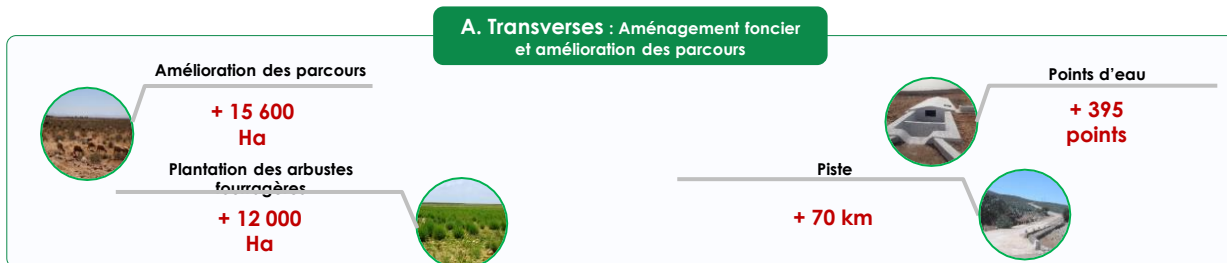 A. Transverses : Aménagement foncier
et amélioration des parcours
Amélioration des parcours
+ 15 600
Ha
Plantation des arbustes
fourragères
+ 12 000
Ha
Points d’eau
+ 395
points
Piste
+ 70 km